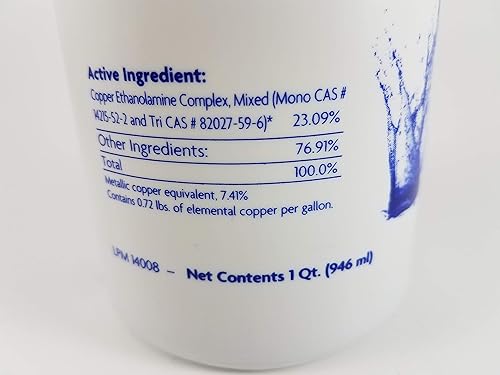 Active Ingredient:
Copper Ethanolamine Complex, Mixed (Mono CAS #
14215-52-2 and Tri CAS # 82027-59-6)* 23.09%
Other Ingredients: 76.91%
Total 100.0%
Metallic copper equivalent, 7.41%
Contains 0.72 lbs. of elemental copper per gallon.
LPM 14008 – Net Contents 1 Qt. (946 ml)